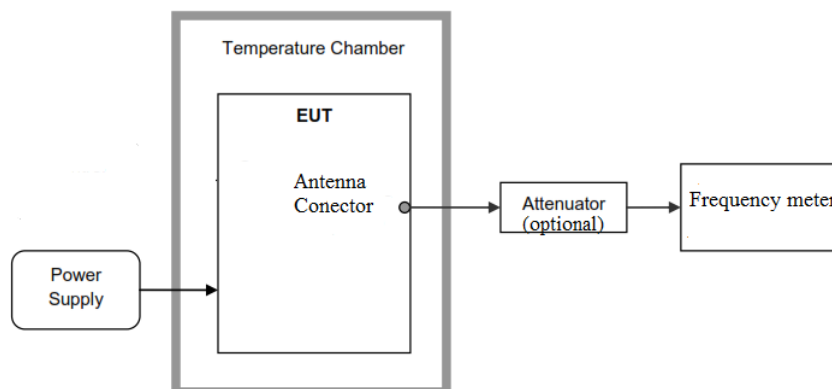 Temperature Chamber
EUT
Antenna
Conector
Attenuator
(optional)
Frequency meter
Power
Supply